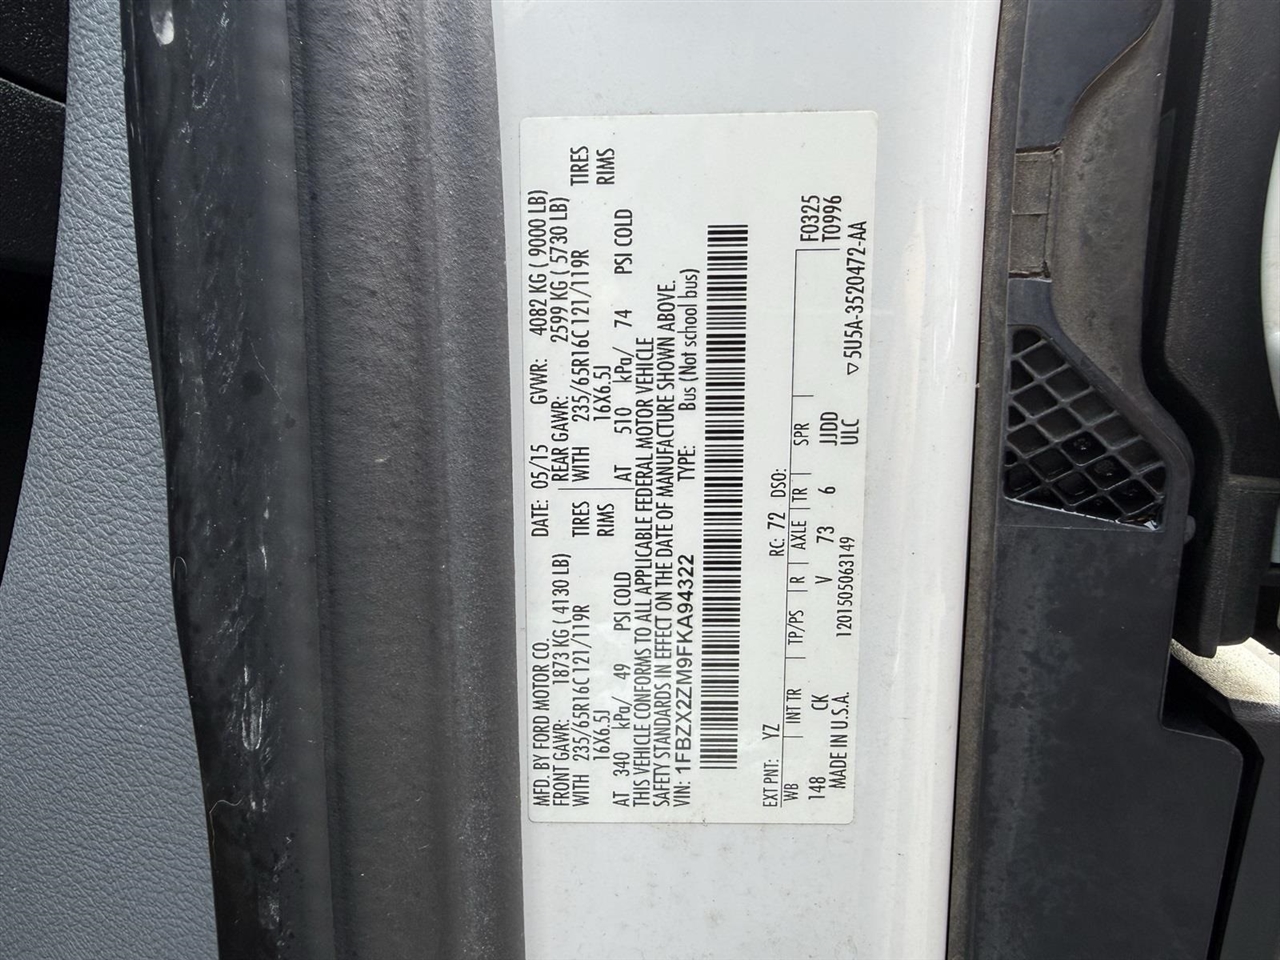 MFD. BY FORD MOTOR CO. DATE: 05/15 GVWR: 4082 KG ( 9000 LB)
FRONT GAWR: 1873 KG ( 4130 LB) REAR GAWR: 2599 KG ( 5730 LB)
WITH 235/65R16C 121/119R TIRES WITH 235/65R16C 121/119R TIRES
16X6.5J RIMS 16X6.5J RIMS
AT 340 kPa/ 49 PSI COLD AT 510 kPa/ 74 PSI COLD
THIS VEHICLE CONFORMS TO ALL APPLICABLE FEDERAL MOTOR VEHICLE
SAFETY STANDARDS IN EFFECT ON THE DATE OF MANUFACTURE SHOWN ABOVE.
VIN: 1FBZX2ZM9FKA94322 TYPE: Bus (Not school bus)
EXT PNT: YZ RC: 72 DSO:
WB INT TR TP/PS R AXLE TR SPR F0325
148 CK V 73 6 JJDD T0996
MADE IN U.S.A. 1201505063149 ULC
▽ 5U5A-3520472-AA